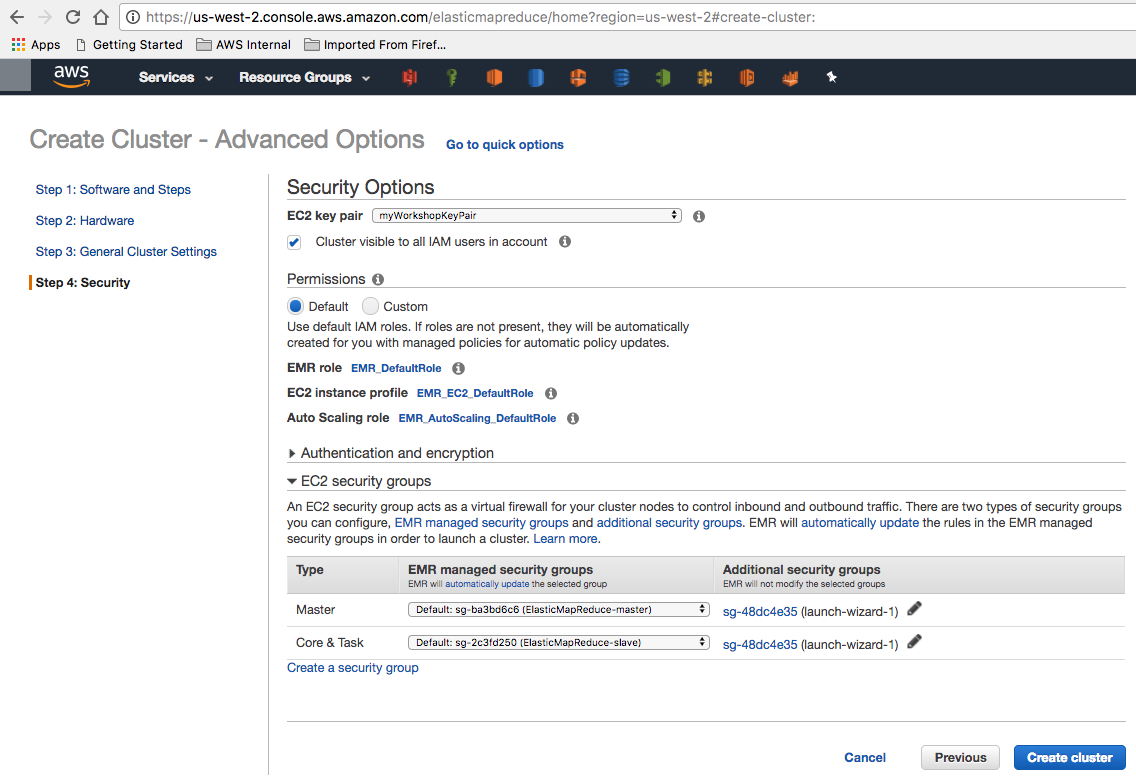 https://us-west-2.console.aws.amazon.com/elasticmapreduce/home?region=us-west-2#create-cluster:
Apps Getting Started AWS Internal Imported From Firef...
aws Services Resource Groups
Create Cluster - Advanced Options Go to quick options
Step 1: Software and Steps
Step 2: Hardware
Step 3: General Cluster Settings
Step 4: Security
Security Options
EC2 key pair myWorkshopKeyPair
Cluster visible to all IAM users in account
Permissions
Default Custom
Use default IAM roles. If roles are not present, they will be automatically
created for you with managed policies for automatic policy updates.
EMR role EMR_DefaultRole
EC2 instance profile EMR_EC2_DefaultRole
Auto Scaling role EMR_AutoScaling_DefaultRole
Authentication and encryption
EC2 security groups
An EC2 security group acts as a virtual firewall for your cluster nodes to control inbound and outbound traffic. There are two types of security groups
you can configure, EMR managed security groups and additional security groups. EMR will automatically update the rules in the EMR managed
security groups in order to launch a cluster. Learn more.
Type EMR managed security groups Additional security groups
EMR will automatically update the selected group EMR will not modify the selected groups
Master Default: sg-ba3bd6c6 (ElasticMapReduce-master) sg-48dc4e35 (launch-wizard-1)
Core & Task Default: sg-2c3fd250 (ElasticMapReduce-slave) sg-48dc4e35 (launch-wizard-1)
Create a security group
Cancel Previous Create cluster